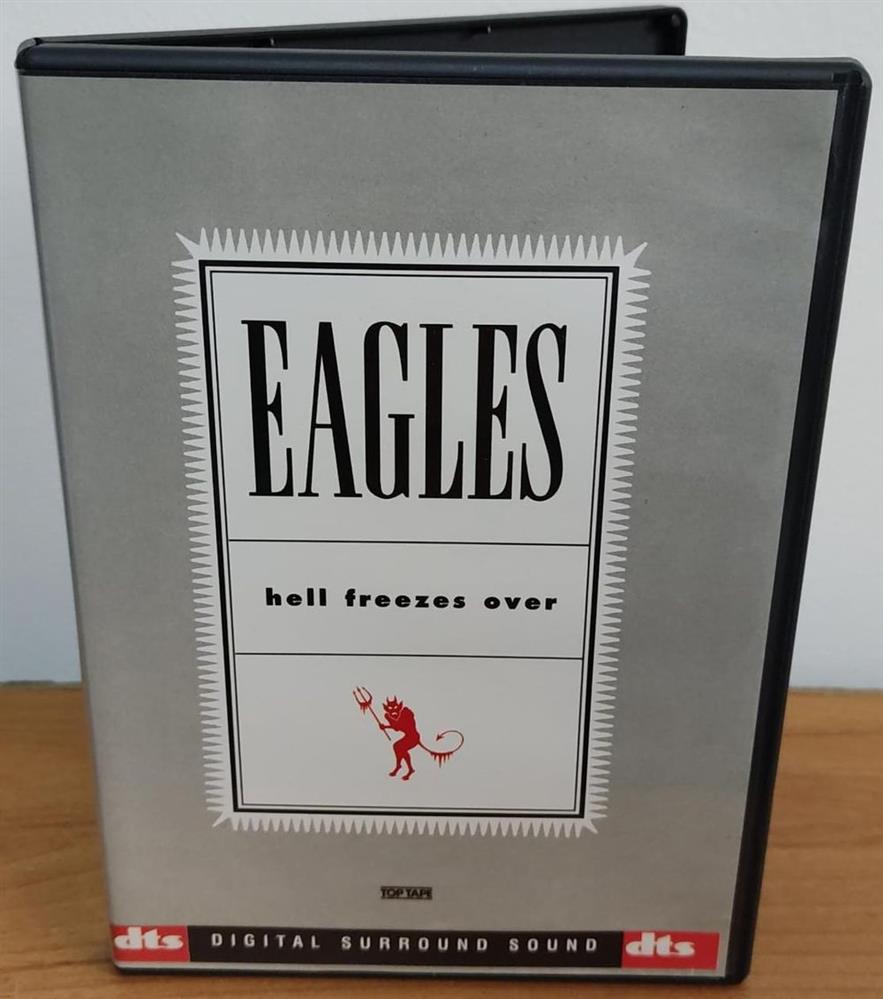 EAGLES
hell freezes over
TOP TAPE
dts DIGITAL SURROUND SOUND dts